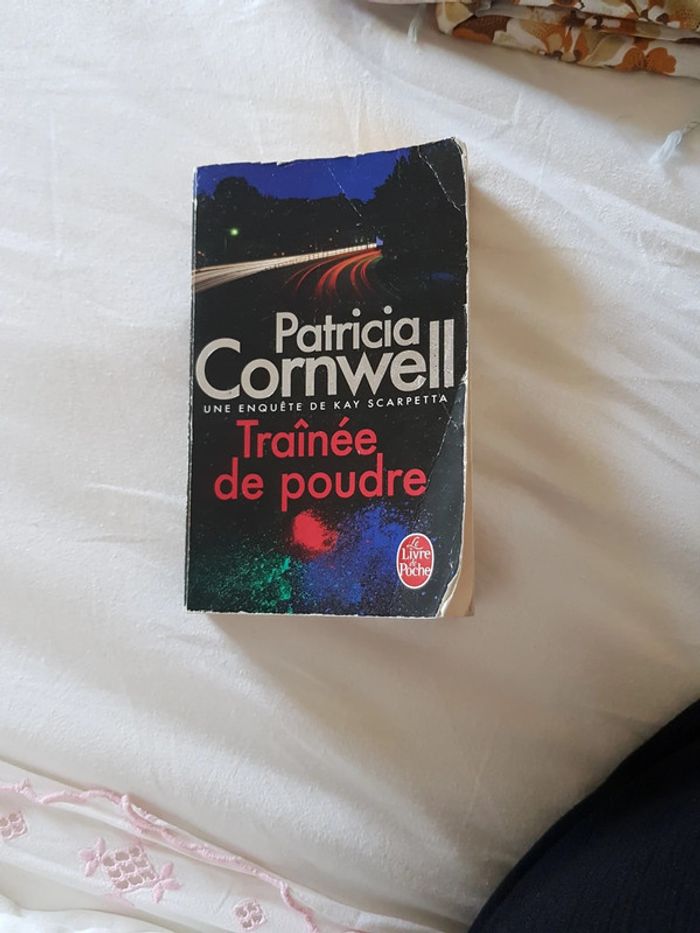 Patricia
Cornwell
UNE ENQUÊTE DE KAY SCARPETTA
Traînée
de poudre
Le
Livre
de
Poche